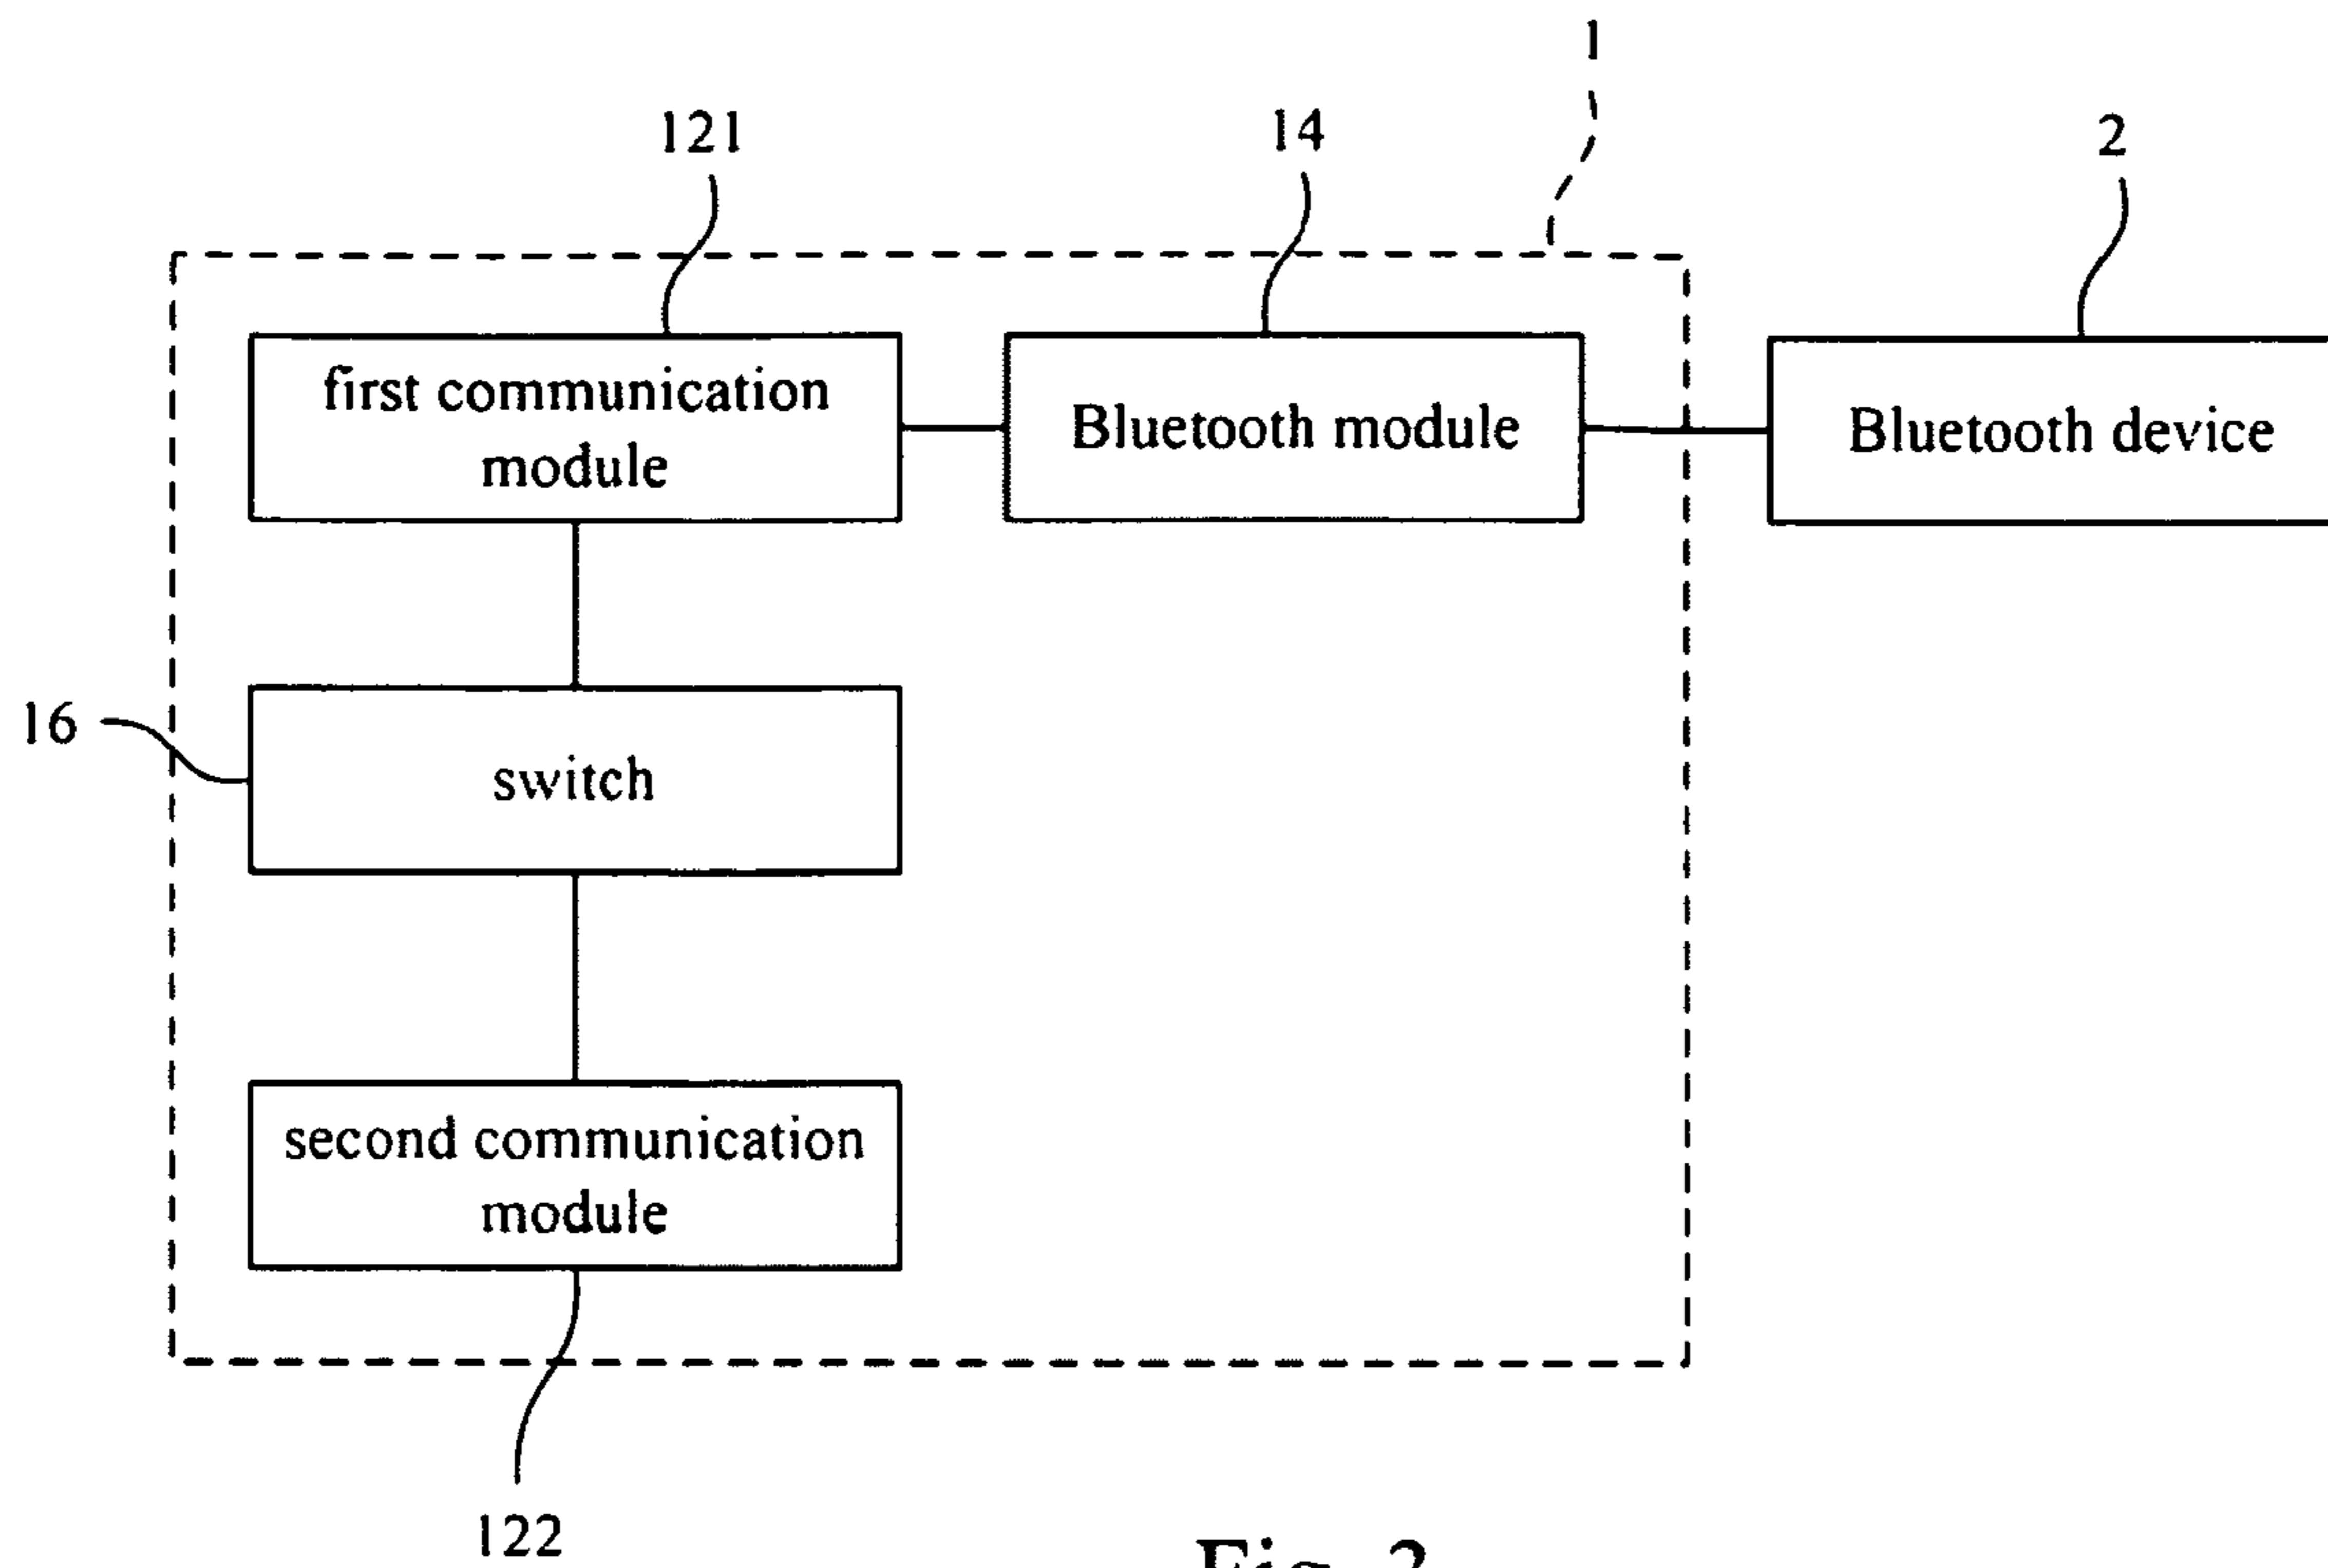 1
121
14
2
first communication
module
Bluetooth module
Bluetooth device
16
switch
second communication
module
122